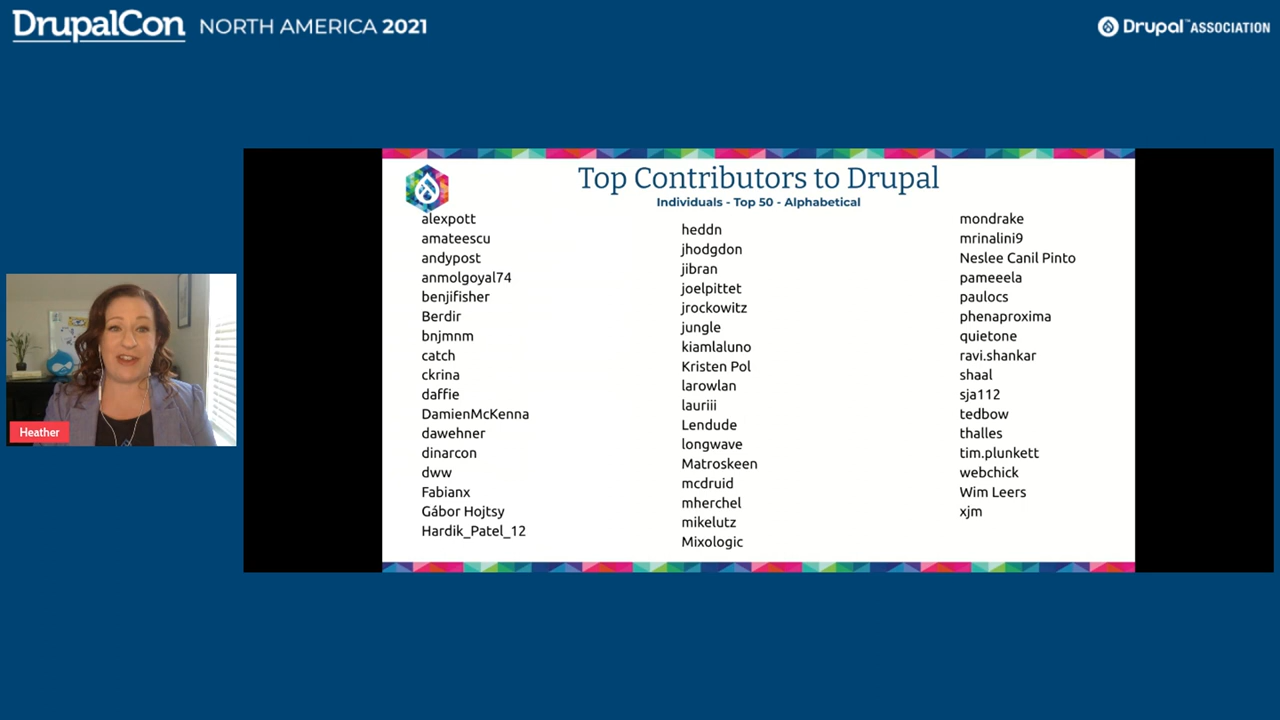 DrupalCon NORTH AMERICA 2021
Drupal™ ASSOCIATION
Top Contributors to Drupal
Individuals - Top 50 - Alphabetical
alexpott
amateescu
andypost
anmolgoyal74
benjifisher
Berdir
bnjmnm
catch
ckrina
daffie
DamienMcKenna
dawehner
dinarcon
dww
Fabianx
Gábor Hojtsy
Hardik_Patel_12
heddn
jhodgdon
jibran
joelpittet
jrockowitz
jungle
kiamlaluno
Kristen Pol
larowlan
lauriii
Lendude
longwave
Matroskeen
mcdruid
mherchel
mikelutz
Mixologic
mondrake
mrinalini9
Neslee Canil Pinto
pameeela
paulocs
phenaproxima
quietone
ravi.shankar
shaal
sja112
tedbow
thalles
tim.plunkett
webchick
Wim Leers
xjm
Heather